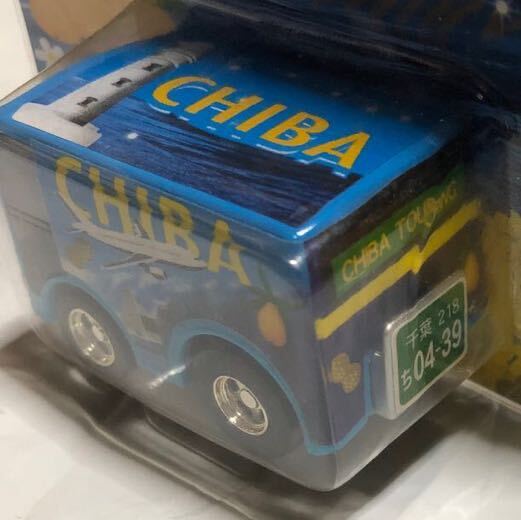 CHIBA
CHIBA
CHIBA TOURING
千葉 218
ち 04-39